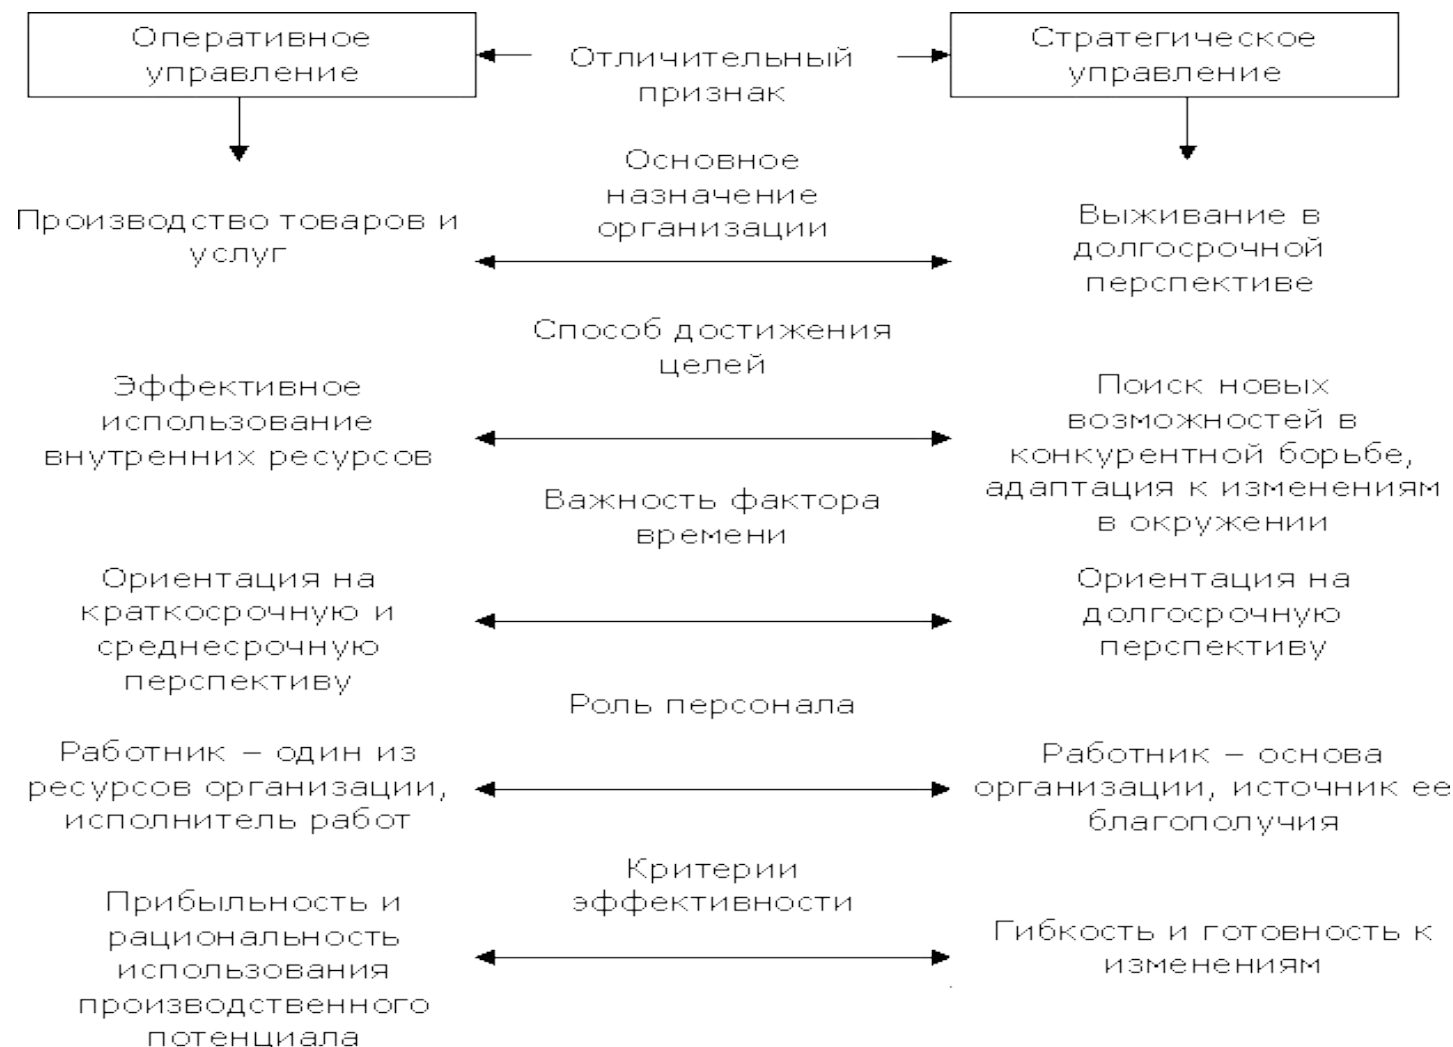 Оперативное
управление
Отличительный
признак
Стратегическое
управление
Основное
назначение
организации
Производство товаров и
услуг
Выживание в
долгосрочной
перспективе
Способ достижения
целей
Эффективное
использование
внутренних ресурсов
Поиск новых
возможностей в
конкурентной борьбе,
адаптация к изменениям
в окружении
Важность фактора
времени
Ориентация на
краткосрочную и
среднесрочную
перспективу
Ориентация на
долгосрочную
перспективу
Роль персонала
Работник – один из
ресурсов организации,
исполнитель работ
Работник – основа
организации, источник ее
благополучия
Критерии
эффективности
Прибыльность и
рациональность
использования
производственного
потенциала
Гибкость и готовность к
изменениям